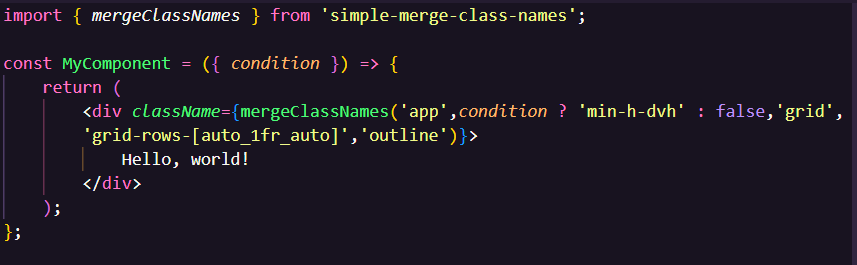 import { mergeClassNames } from 'simple-merge-class-names';

const MyComponent = ({ condition }) => {
    return (
        <div className={mergeClassNames('app',condition ? 'min-h-dvh' : false,'grid',
        'grid-rows-[auto_1fr_auto]','outline')}>
            Hello, world!
        </div>
    );
};